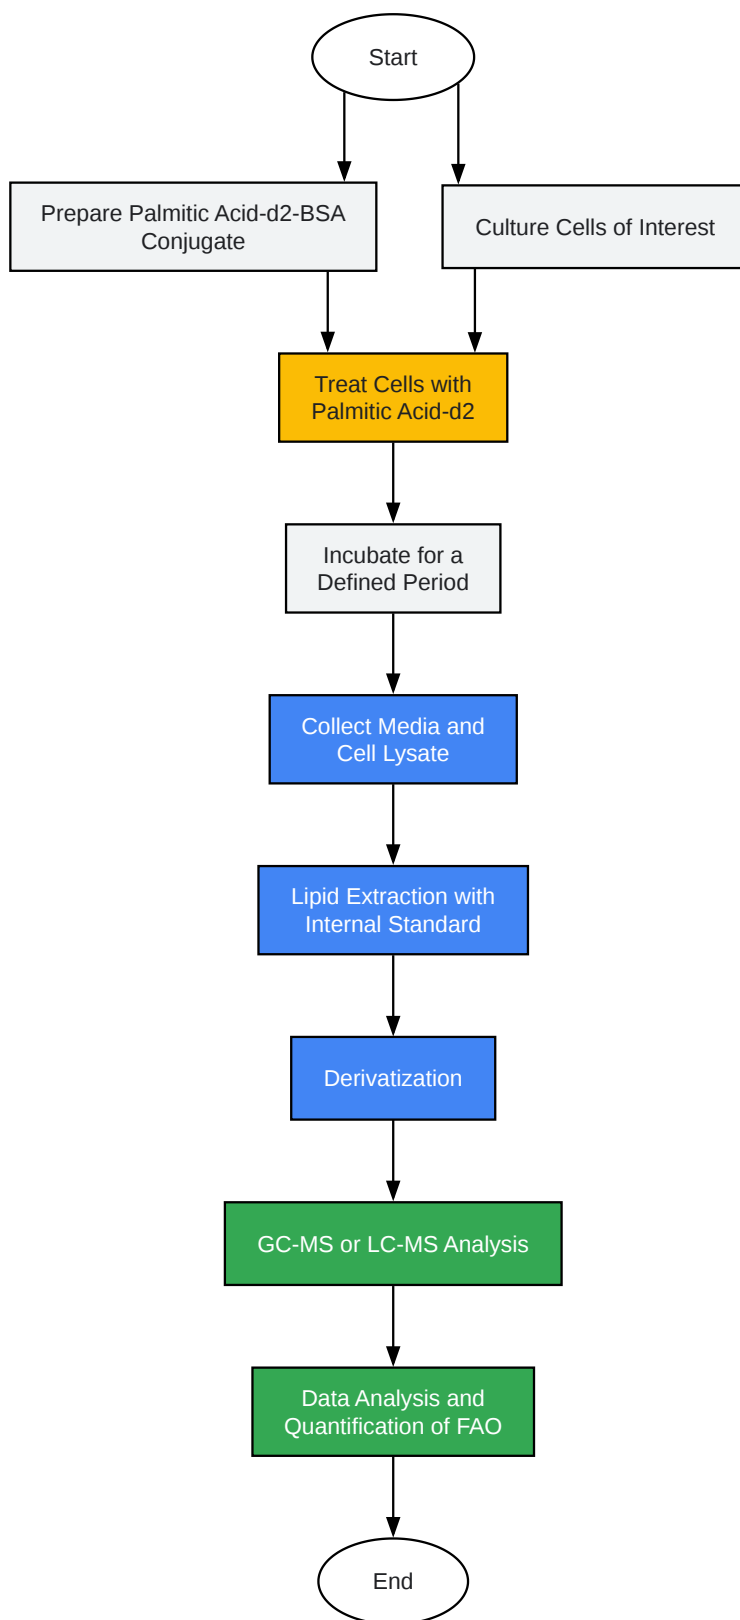 Start
Prepare Palmitic Acid-d2-BSA
Conjugate
Culture Cells of Interest
Treat Cells with
Palmitic Acid-d2
Incubate for a
Defined Period
Collect Media and
Cell Lysate
Lipid Extraction with
Internal Standard
Derivatization
GC-MS or LC-MS Analysis
Data Analysis and
Quantification of FAO
End